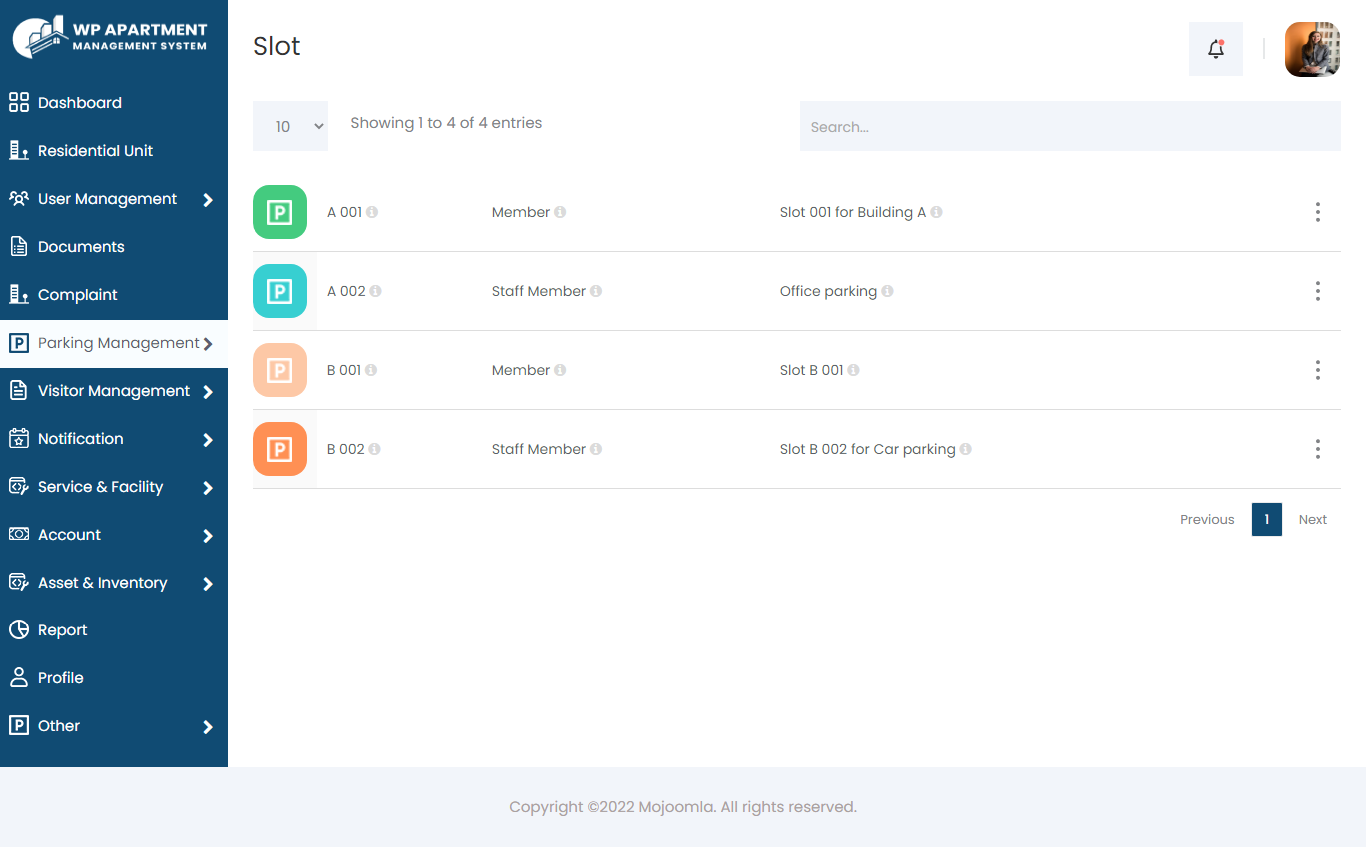 WP APARTMENT
MANAGEMENT SYSTEM
Dashboard
Residential Unit
User Management
Documents
Complaint
Parking Management
Visitor Management
Notification
Service & Facility
Account
Asset & Inventory
Report
Profile
Other
Slot
10
Showing 1 to 4 of 4 entries
Search...
A 001 Member Slot 001 for Building A
A 002 Staff Member Office parking
B 001 Member Slot B 001
B 002 Staff Member Slot B 002 for Car parking
Previous 1 Next
Copyright ©2022 Mojoomla. All rights reserved.